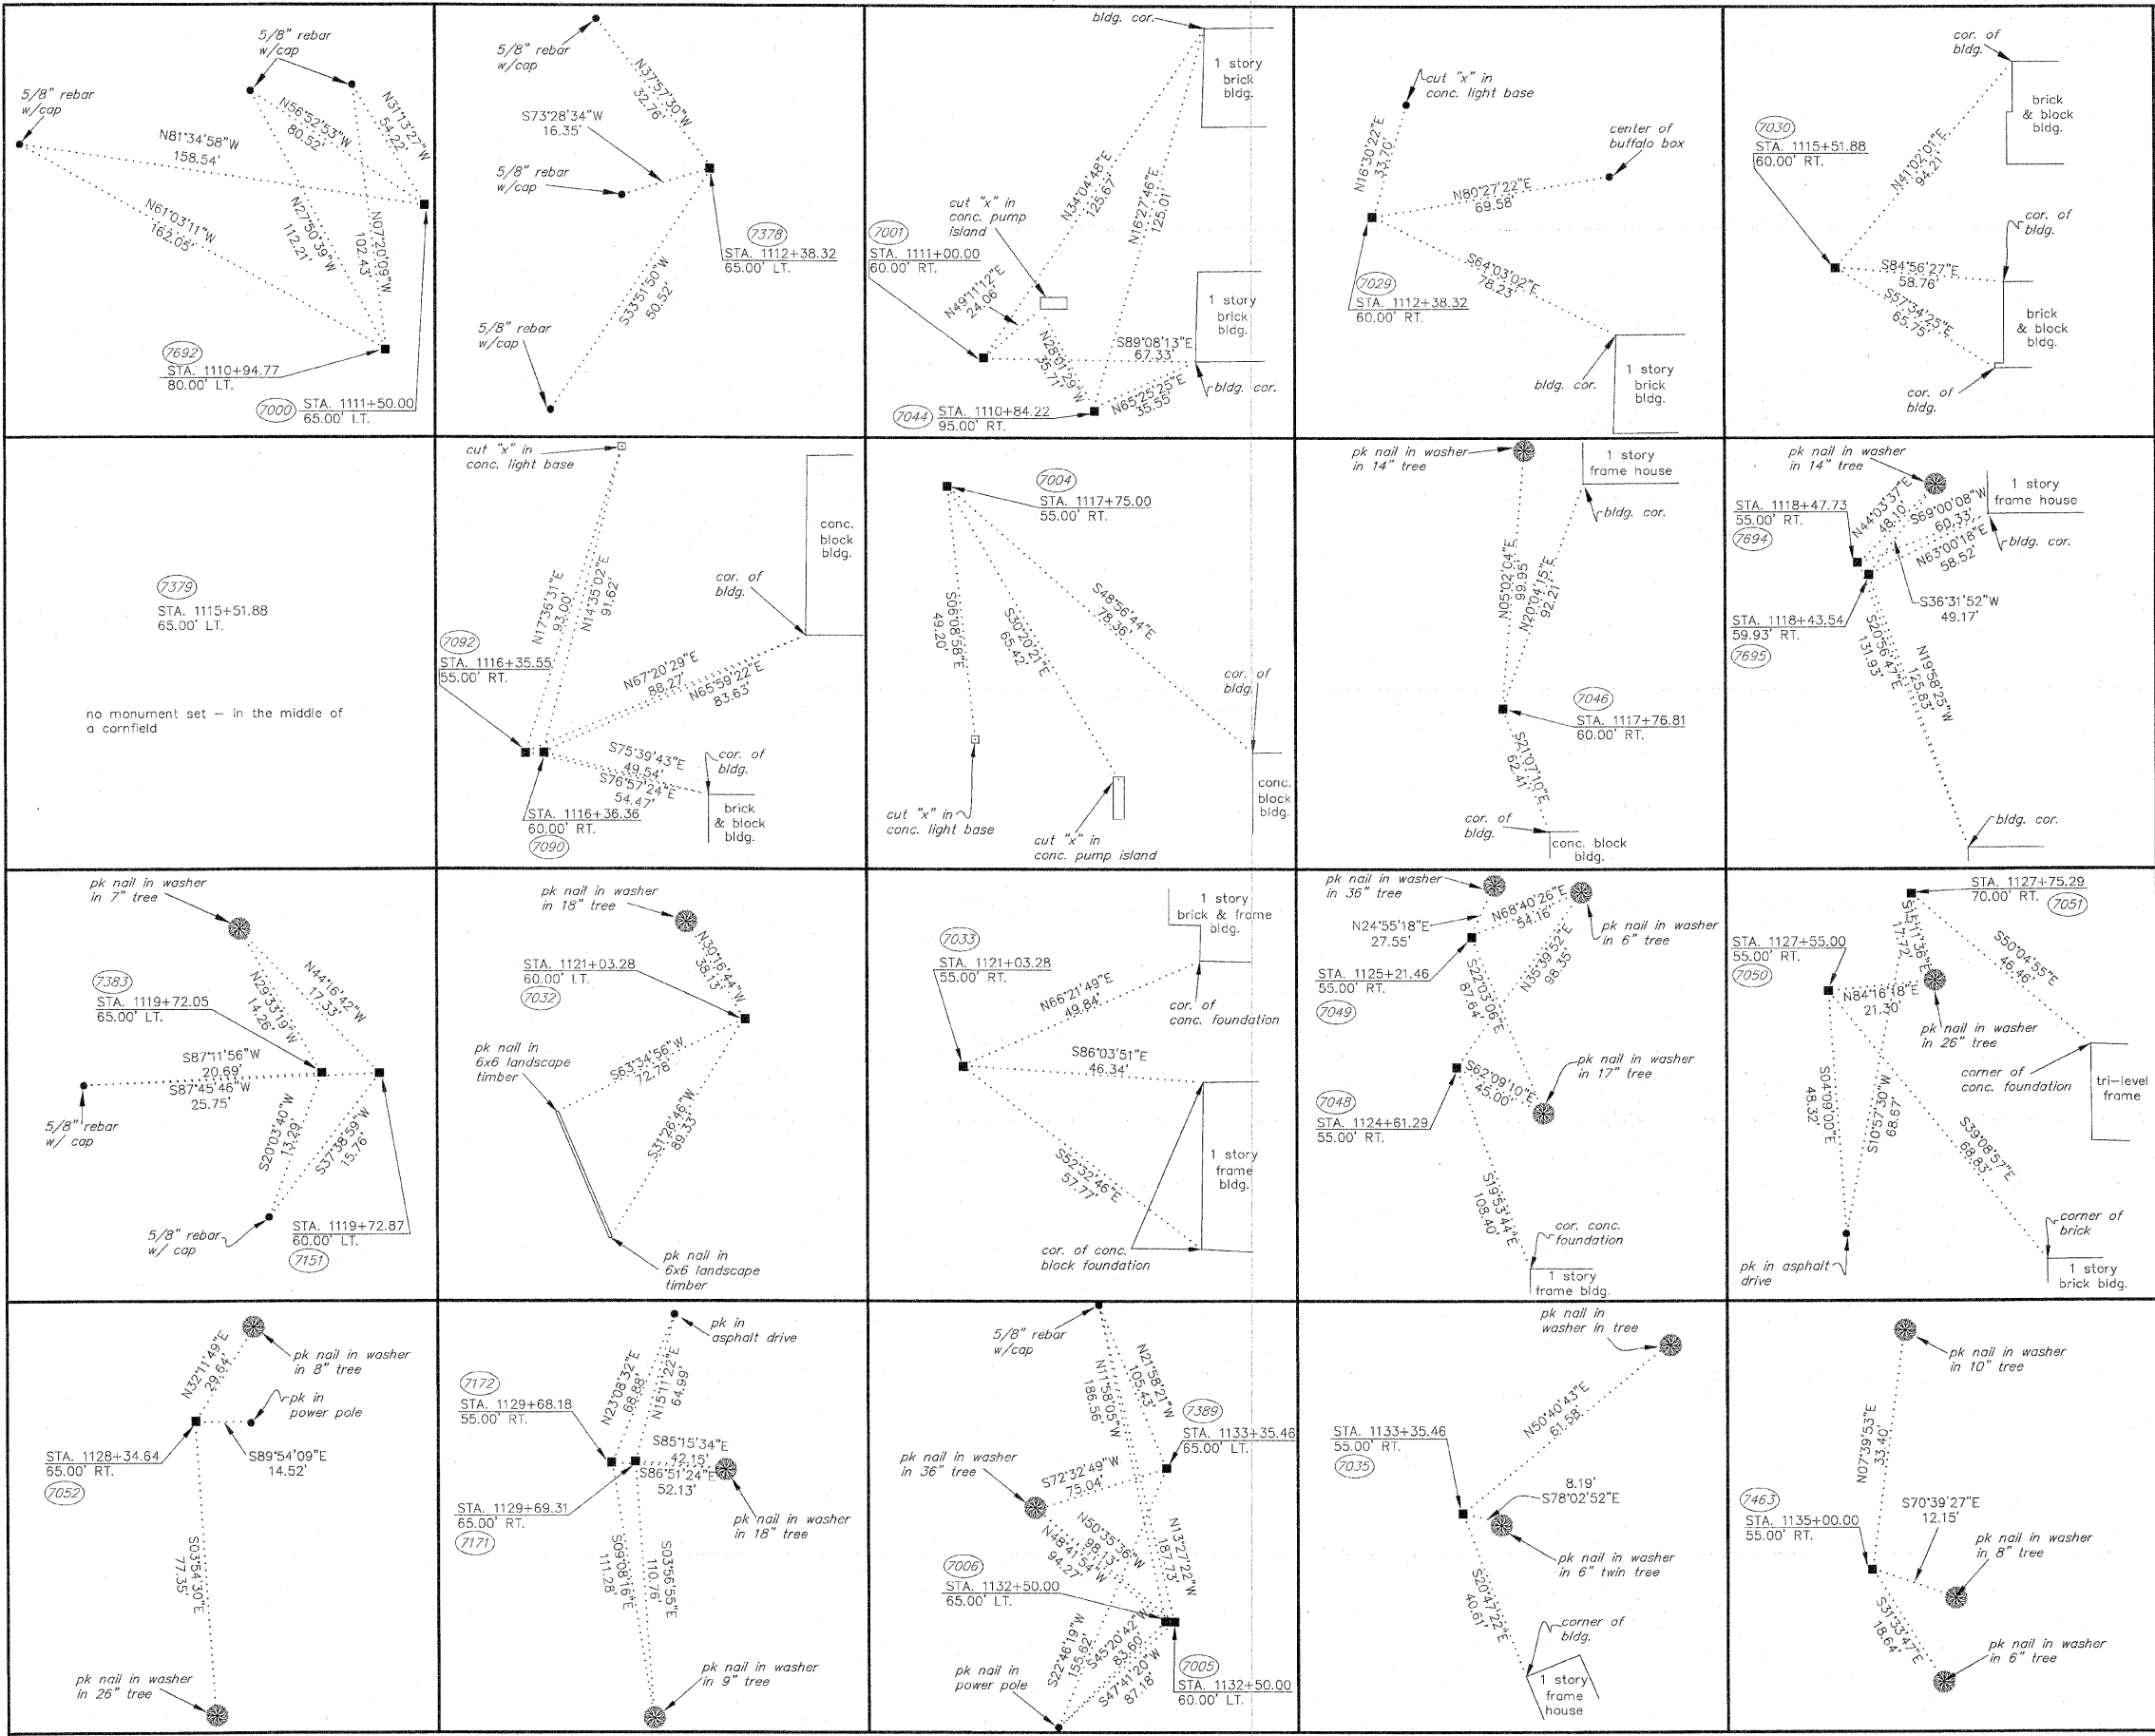 5/8" rebar
w/cap
5/8" rebar
w/cap
N81°34'58"W
158.54'
N56°52'53"W
80.52'
N31°13'27"W
54.22'
N61°03'11"W
162.05'
N27°50'39"W
112.21'
N07°20'09"W
102.43'
7692
STA. 1110+94.77
80.00' LT.
7000
STA. 1111+50.00
65.00' LT.
5/8" rebar
w/cap
N37°57'30"W
32.76'
S73°28'34"W
16.35'
5/8" rebar
w/cap
7378
STA. 1112+38.32
65.00' LT.
S33°51'50"W
50.52'
5/8" rebar
w/cap
bldg. cor.
1 story
brick
bldg.
N34°04'48"E
125.67'
N16°27'46"E
125.01'
cut "x" in
conc. pump
island
7001
STA. 1111+00.00
60.00' RT.
N49°11'12"E
24.06'
1 story
brick
bldg.
N28°01'29"W
35.71'
S89°08'13"E
67.33'
bldg. cor.
N65°25'25"E
35.55'
7044
STA. 1110+84.22
95.00' RT.
cut "x" in
conc. light base
N16°30'22"E
33.70'
center of
buffalo box
N80°27'22"E
69.58'
S64°03'02"E
78.23'
7029
STA. 1112+38.32
60.00' RT.
bldg. cor.
1 story
brick
bldg.
cor. of
bldg.
brick
& block
bldg.
7030
STA. 1115+51.88
60.00' RT.
N41°02'01"E
94.21'
cor. of
bldg.
S84°56'27"E
58.76'
S57°34'25"E
65.75'
brick
& block
bldg.
cor. of
bldg.
7379
STA. 1115+51.88
65.00' LT.
no monument set – in the middle of
a cornfield
cut "x" in
conc. light base
conc.
block
bldg.
N17°36'31"E
93.00'
N14°35'02"E
91.62'
cor. of
bldg.
7092
STA. 1116+35.55
55.00' RT.
N67°20'29"E
88.27'
N65°59'22"E
83.63'
S75°39'43"E
49.54'
S76°57'24"E
54.47'
cor. of
bldg.
STA. 1116+36.36
60.00' RT.
7090
brick
& block
bldg.
7004
STA. 1117+75.00
55.00' RT.
S06°08'58"E
49.20'
S30°20'21"E
65.42'
S48°56'44"E
78.36'
cor. of
bldg.
conc.
block
bldg.
cut "x" in
conc. light base
cut "x" in
conc. pump island
pk nail in washer
in 14" tree
1 story
frame house
bldg. cor.
N05°02'04"E
99.95'
N20°04'15"E
92.21'
7046
STA. 1117+76.81
60.00' RT.
S21°07'10"E
62.41'
cor. of
bldg.
conc. block
bldg.
pk nail in washer
in 14" tree
1 story
frame house
STA. 1118+47.73
55.00' RT.
7694
N44°03'37"E
48.10'
S69°00'08"W
60.33'
N63°00'18"E
58.52'
bldg. cor.
S36°31'52"W
49.17'
STA. 1118+43.54
59.93' RT.
7695
S20°56'47"E
131.93'
N19°58'25"W
125.83'
bldg. cor.
pk nail in washer
in 7" tree
N29°33'19"W
14.26'
N44°16'42"W
17.33'
7383
STA. 1119+72.05
65.00' LT.
S87°11'56"W
20.69'
S87°45'46"W
25.75'
5/8" rebar
w/ cap
S20°03'40"W
13.29'
S37°38'59"W
15.76'
5/8" rebar
w/ cap
STA. 1119+72.87
60.00' LT.
7151
pk nail in washer
in 18" tree
N30°16'44"W
38.13'
STA. 1121+03.28
60.00' LT.
7032
pk nail in
6x6 landscape
timber
S63°34'56"W
72.78'
S31°26'46"W
89.33'
pk nail in
6x6 landscape
timber
1 story
brick & frame
bldg.
7033
STA. 1121+03.28
55.00' RT.
N66°21'49"E
49.84'
cor. of
conc. foundation
S86°03'51"E
46.34'
S52°32'46"E
57.77'
1 story
frame
bldg.
cor. of conc.
block foundation
pk nail in washer
in 36" tree
N24°55'18"E
27.55'
N68°40'26"E
54.16'
pk nail in washer
in 6" tree
STA. 1125+21.46
55.00' RT.
7049
S22°03'06"E
87.64'
N35°39'52"E
98.35'
pk nail in washer
in 17" tree
S62°09'10"E
45.00'
7048
STA. 1124+61.29
55.00' RT.
S19°53'44"E
108.40'
cor. conc.
foundation
1 story
frame bldg.
STA. 1127+75.29
70.00' RT.
7051
STA. 1127+55.00
55.00' RT.
7050
S15°11'36"E
17.72'
S50°04'55"E
46.46'
N84°16'18"E
21.30'
pk nail in washer
in 26" tree
corner of
conc. foundation
tri-level
frame
S04°09'00"E
48.32'
S10°57'30"W
68.67'
S39°08'57"E
68.83'
corner of
brick
pk in asphalt
drive
1 story
brick bldg.
N32°11'49"E
29.64'
pk nail in washer
in 8" tree
pk in
power pole
STA. 1128+34.64
65.00' RT.
7052
S89°54'09"E
14.52'
S03°54'30"E
77.35'
pk nail in washer
in 26" tree
pk in
asphalt drive
7172
STA. 1129+68.18
55.00' RT.
N23°08'32"E
68.88'
N15°11'22"E
64.99'
S85°15'34"E
42.15'
S86°51'24"E
52.13'
STA. 1129+69.31
65.00' RT.
7171
pk nail in washer
in 18" tree
S09°08'16"E
111.28'
S03°56'55"E
110.76'
pk nail in washer
in 9" tree
5/8" rebar
w/cap
N21°58'21"W
105.43'
N11°58'05"W
186.56'
7389
STA. 1133+35.46
65.00' LT.
pk nail in washer
in 36" tree
S72°32'49"W
75.04'
N50°35'36"W
98.13'
N48°41'54"W
94.27'
N13°27'22"W
187.73'
7006
STA. 1132+50.00
65.00' LT.
S22°46'19"W
155.62'
S45°20'42"W
83.60'
S47°41'20"W
87.18'
pk nail in
power pole
7005
STA. 1132+50.00
60.00' LT.
pk nail in
washer in tree
N50°40'43"E
61.58'
STA. 1133+35.46
55.00' RT.
7035
8.19'
S78°02'52"E
pk nail in washer
in 6" twin tree
S20°47'22"E
40.61'
corner of
bldg.
1 story
frame
house
pk nail in washer
in 10" tree
N07°39'53"E
33.40'
7463
STA. 1135+00.00
55.00' RT.
S70°39'27"E
12.15'
pk nail in washer
in 8" tree
S31°33'47"E
18.64'
pk nail in washer
in 6" tree